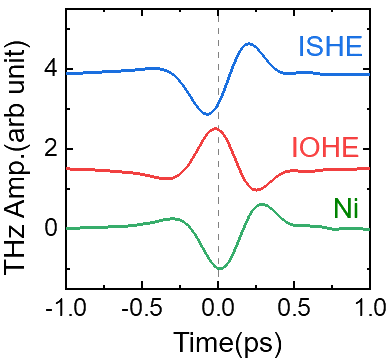 THz Amp.(arb unit)
4
2
0
ISHE
IOHE
Ni
-1.0 -0.5 0.0 0.5 1.0
Time(ps)